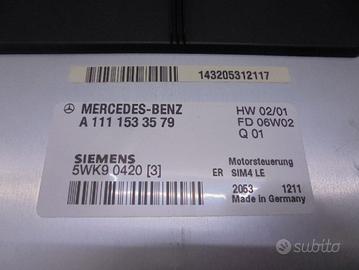 143205312117
MERCEDES-BENZ
A 111 153 35 79
HW 02/01
FD 06W02
Q 01
SIEMENS
5WK9 0420 [3]
Motorsteuerung
ER SIM4 LE
2053 1211
Made in Germany
subito